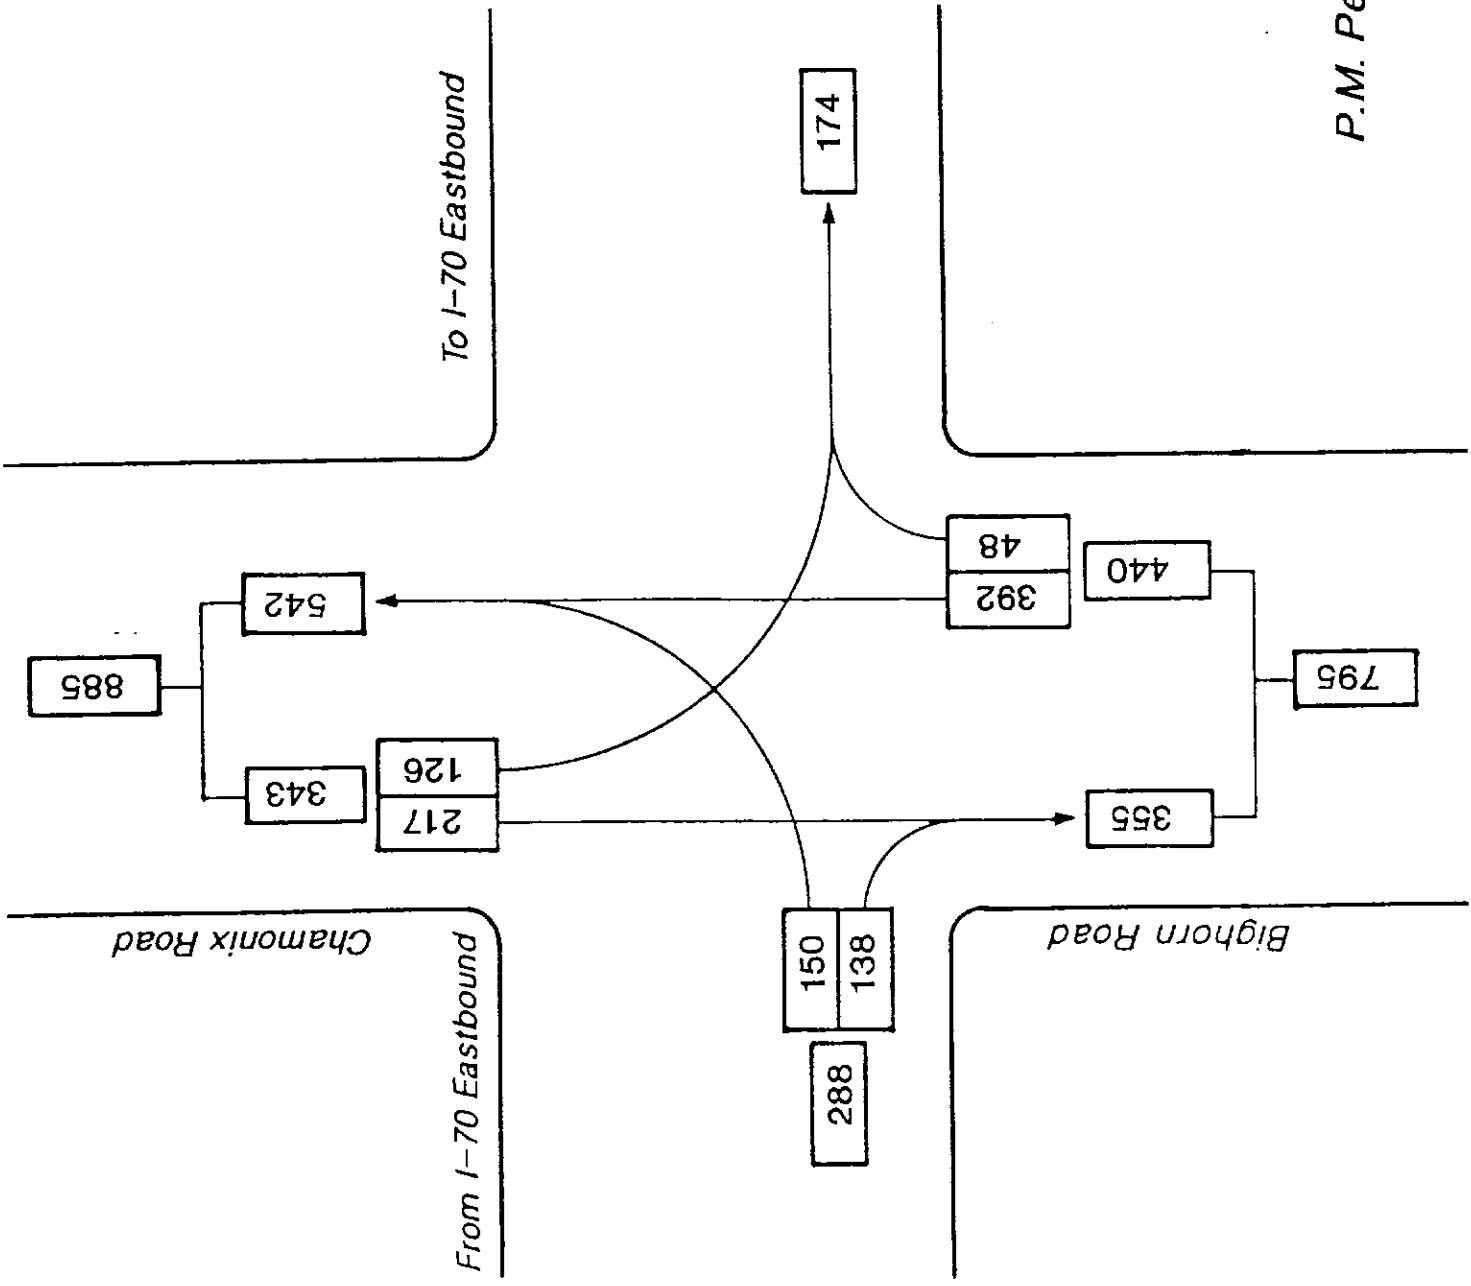 To I-70 Eastbound
174
P.M. Pe
885
542
343
126
217
48
392
440
795
355
Chamonix Road
From I-70 Eastbound
150
138
288
Bighorn Road